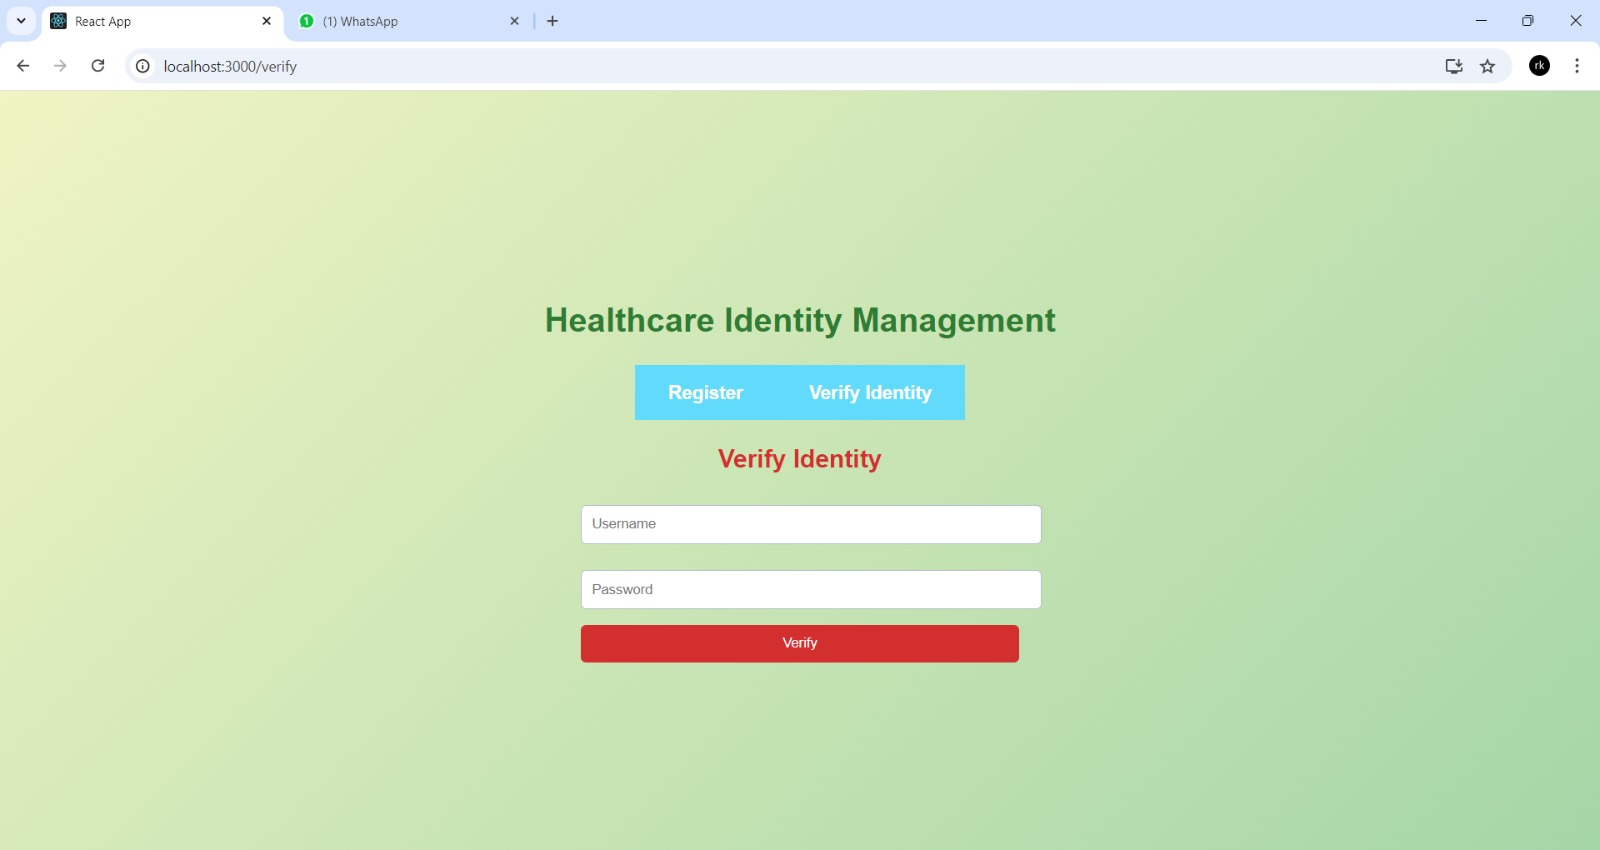 React App
1 (1) WhatsApp
localhost:3000/verify
rk
Healthcare Identity Management
Register Verify Identity
Verify Identity
Username
Password
Verify